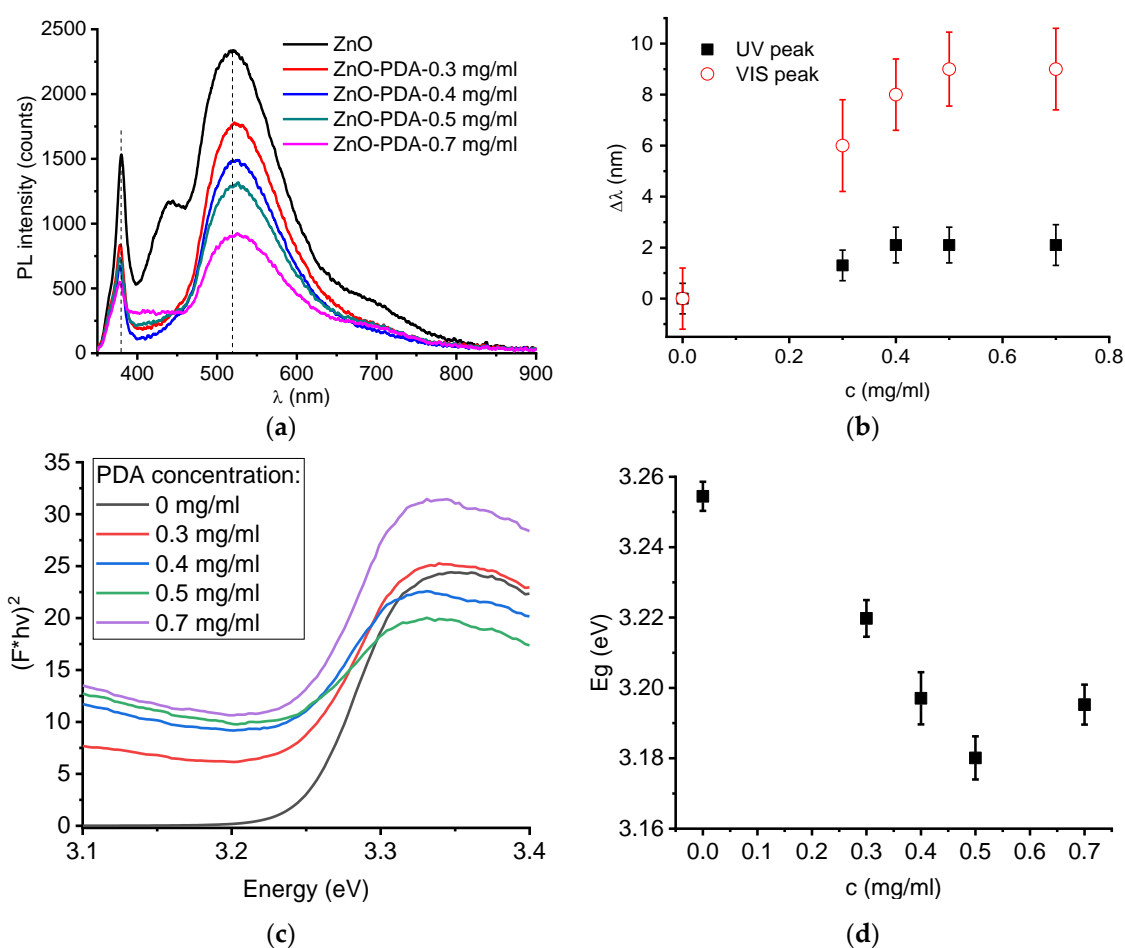 2500
2000
1500
1000
500
0
PL intensity (counts)
400 500 600 700 800 900
λ (nm)
ZnO
ZnO-PDA-0.3 mg/ml
ZnO-PDA-0.4 mg/ml
ZnO-PDA-0.5 mg/ml
ZnO-PDA-0.7 mg/ml
(a)
10
8
6
4
2
0
Δλ (nm)
UV peak
VIS peak
0.0 0.2 0.4 0.6 0.8
c (mg/ml)
(b)
35
30
25
20
15
10
5
0
(F*hν)²
PDA concentration:
0 mg/ml
0.3 mg/ml
0.4 mg/ml
0.5 mg/ml
0.7 mg/ml
3.1 3.2 3.3 3.4
Energy (eV)
(c)
3.26
3.24
3.22
3.20
3.18
3.16
Eg (eV)
0.0 0.1 0.2 0.3 0.4 0.5 0.6 0.7
c (mg/ml)
(d)